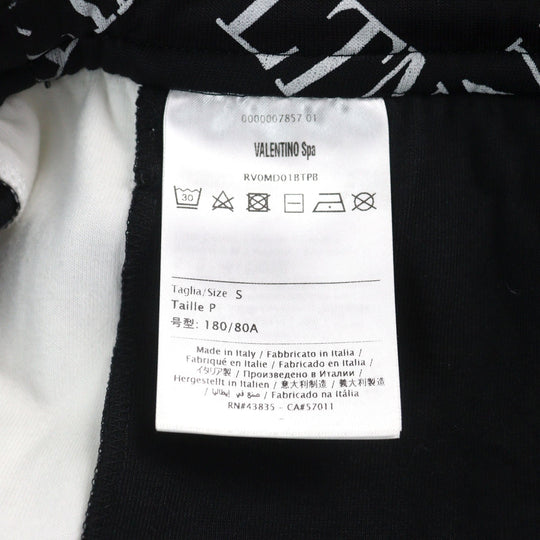 VLTN
0000007857 01
VALENTINO Spa
RV0MD01BTPB
30
Taglia/Size S
Taille P
号型: 180/80A
Made in Italy / Fabbricato in Italia /
Fabriqué en Italie / Fabricado en Italia /
イタリア製 / Произведено в Италии /
Hergestellt in Italien / 意大利制造 / 義大利製造
/ صنع في إيطاليا / Fabricado na Itália
RN#43835 - CA#57011